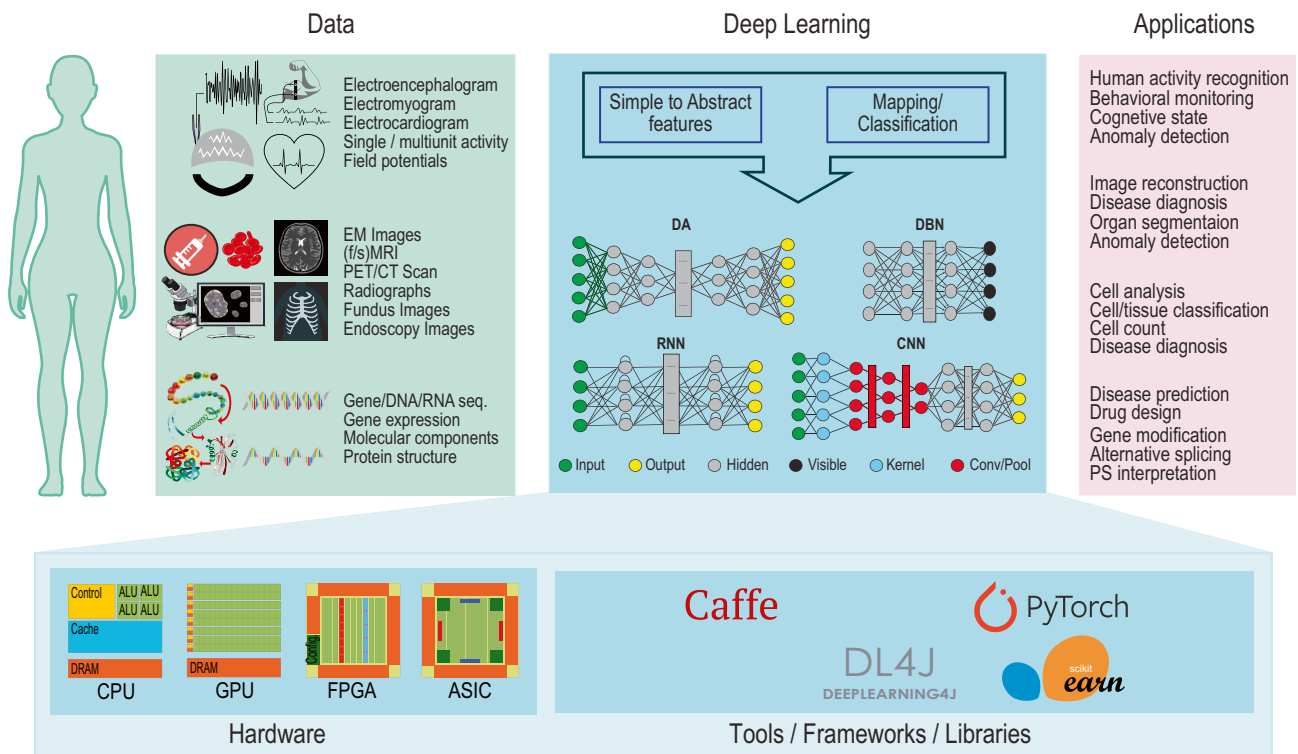 Data
Deep Learning
Applications
Electroencephalogram
Electromyogram
Electrocardiogram
Single / multiunit activity
Field potentials
EM Images
(f/s)MRI
PET/CT Scan
Radiographs
Fundus Images
Endoscopy Images
Gene/DNA/RNA seq.
Gene expression
Molecular components
Protein structure
Simple to Abstract
features
Mapping/
Classification
DA
DBN
RNN
CNN
Input
Output
Hidden
Visible
Kernel
Conv/Pool
Human activity recognition
Behavioral monitoring
Cognetive state
Anomaly detection
Image reconstruction
Disease diagnosis
Organ segmentaion
Anomaly detection
Cell analysis
Cell/tissue classification
Cell count
Disease diagnosis
Disease prediction
Drug design
Gene modification
Alternative splicing
PS interpretation
Control
ALU ALU
ALU ALU
Cache
DRAM
CPU
DRAM
GPU
Config.
FPGA
ASIC
Hardware
Caffe
PyTorch
DL4J
DEEPLEARNING4J
scikit
earn
Tools / Frameworks / Libraries